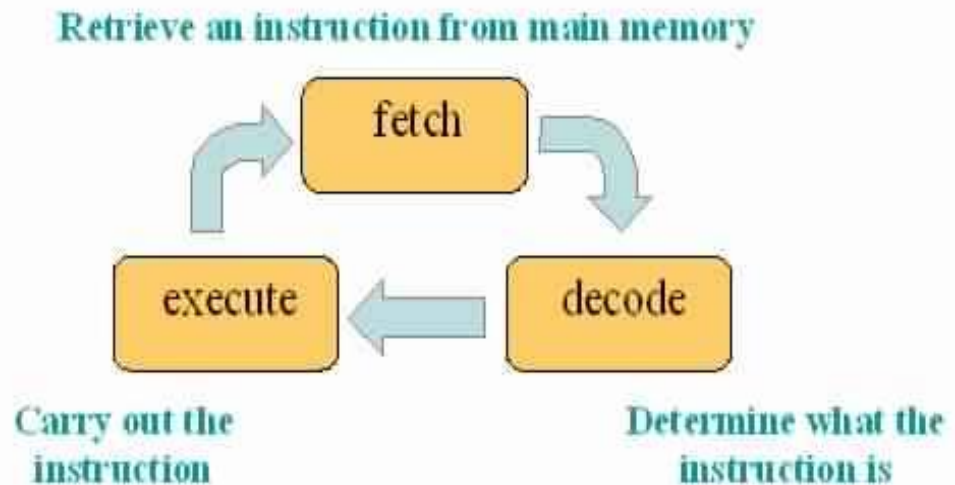 Retrieve an instruction from main memory
fetch
execute
decode
Carry out the
instruction
Determine what the
instruction is